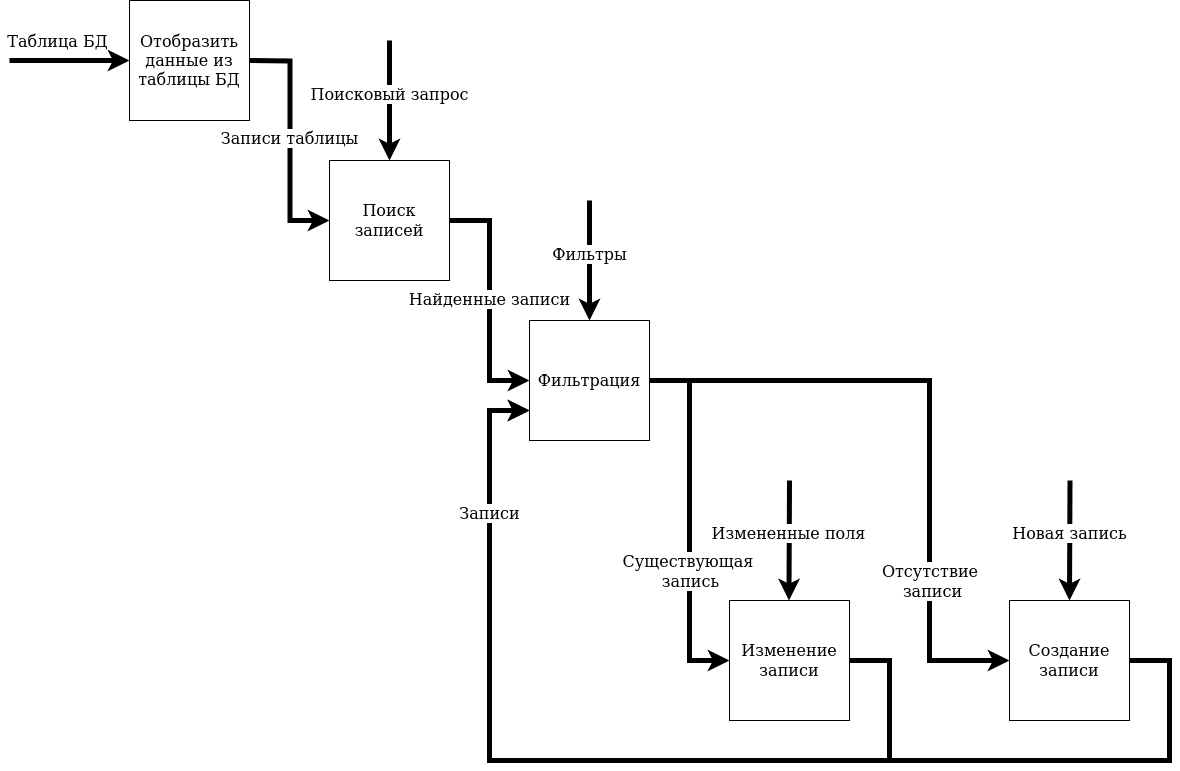 Таблица БД
Отобразить
данные из
таблицы БД
Поисковый запрос
Записи таблицы
Поиск
записей
Фильтры
Найденные записи
Фильтрация
Записи
Измененные поля
Новая запись
Существующая
запись
Отсутствие
записи
Изменение
записи
Создание
записи